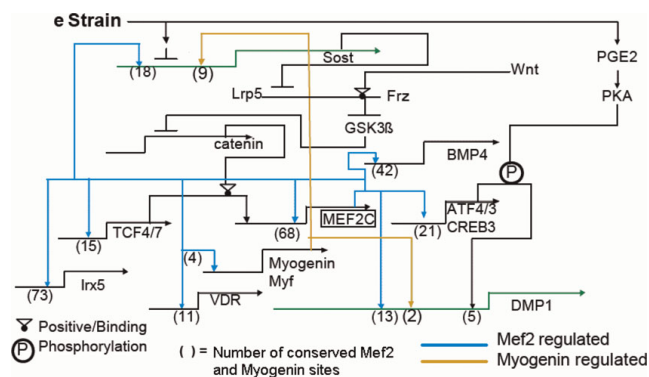 e Strain
PGE2
Sost
(18)
(9)
Wnt
Lrp5
Frz
PKA
GSK3ß
catenin
BMP4
(42)
P
ATF4/3
CREB3
MEF2C
(68)
(21)
(15)
TCF4/7
(4)
Myogenin
Myf
Irx5
(73)
VDR
DMP1
(11)
(13)
(2)
(5)
Positive/Binding
P Phosphorylation
( ) = Number of conserved Mef2
and Myogenin sites
Mef2 regulated
Myogenin regulated